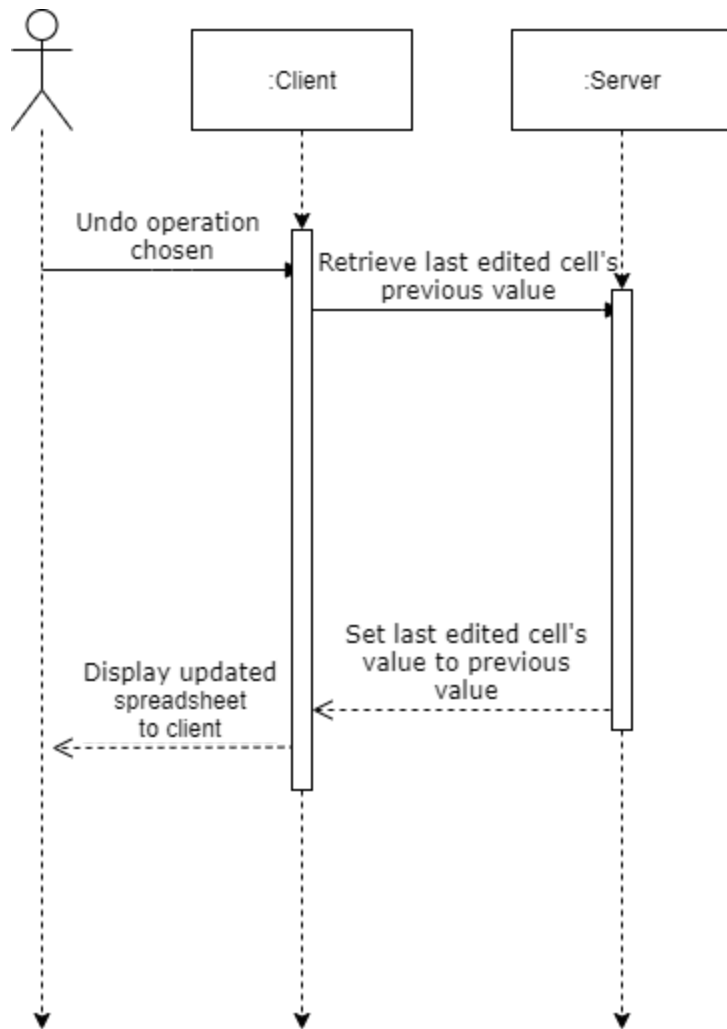 :Client
:Server
Undo operation
chosen
Retrieve last edited cell's
previous value
Set last edited cell's
value to previous
value
Display updated
spreadsheet
to client